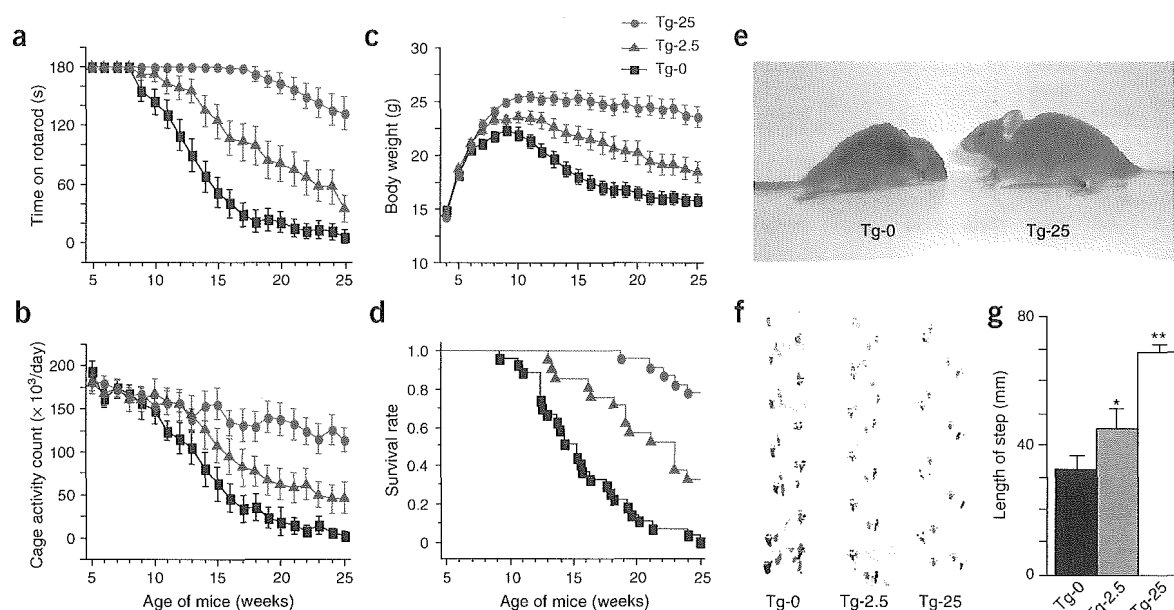 a
Time on rotarod (s)
180
120
60
0
5 10 15 20 25
c
Tg-25
Tg-2.5
Tg-0
Body weight (g)
30
25
20
15
10
5 10 15 20 25
e
Tg-0
Tg-25
b
Cage activity count (× 10³/day)
200
150
100
50
0
5 10 15 20 25
Age of mice (weeks)
d
Survival rate
1.0
0.8
0.6
0.4
0.2
0
5 10 15 20 25
Age of mice (weeks)
f
Tg-0 Tg-2.5 Tg-25
g
Length of step (mm)
80
40
0
*
**
Tg-0
Tg-2.5
Tg-25